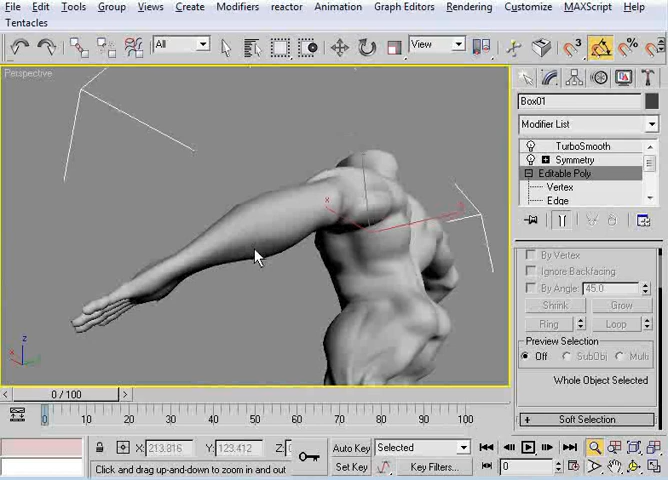 File Edit Tools Group Views Create Modifiers reactor Animation Graph Editors Rendering Customize MAXScript Help
Tentacles
All
View
3
%
Perspective
Box01
Modifier List
TurboSmooth
Symmetry
Editable Poly
Vertex
Edge
x
z
By Vertex
Ignore Backfacing
By Angle: 45.0
Shrink Grow
Ring Loop
Preview Selection
Off SubObj Multi
Whole Object Selected
+ Soft Selection
z
x
< 0 / 100 >
0 10 20 30 40 50 60 70 80 90 100
X: 213.816 Y: 123.412 Z:
Auto Key Selected
Click and drag up-and-down to zoom in and out
Set Key Key Filters... 0